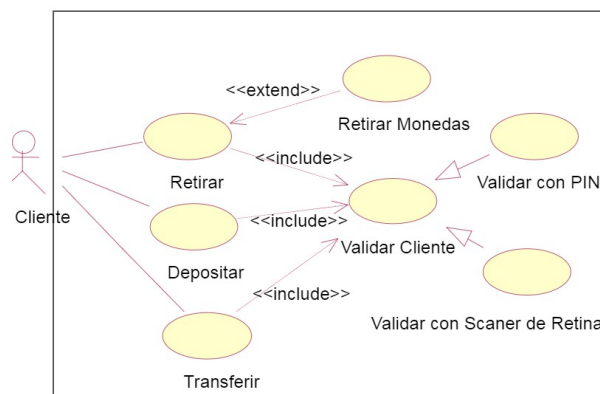 <<extend>>
Retirar Monedas
<<include>>
Retirar
Validar con PIN
Cliente
<<include>>
Validar Cliente
Depositar
<<include>>
Validar con Scaner de Retina
Transferir